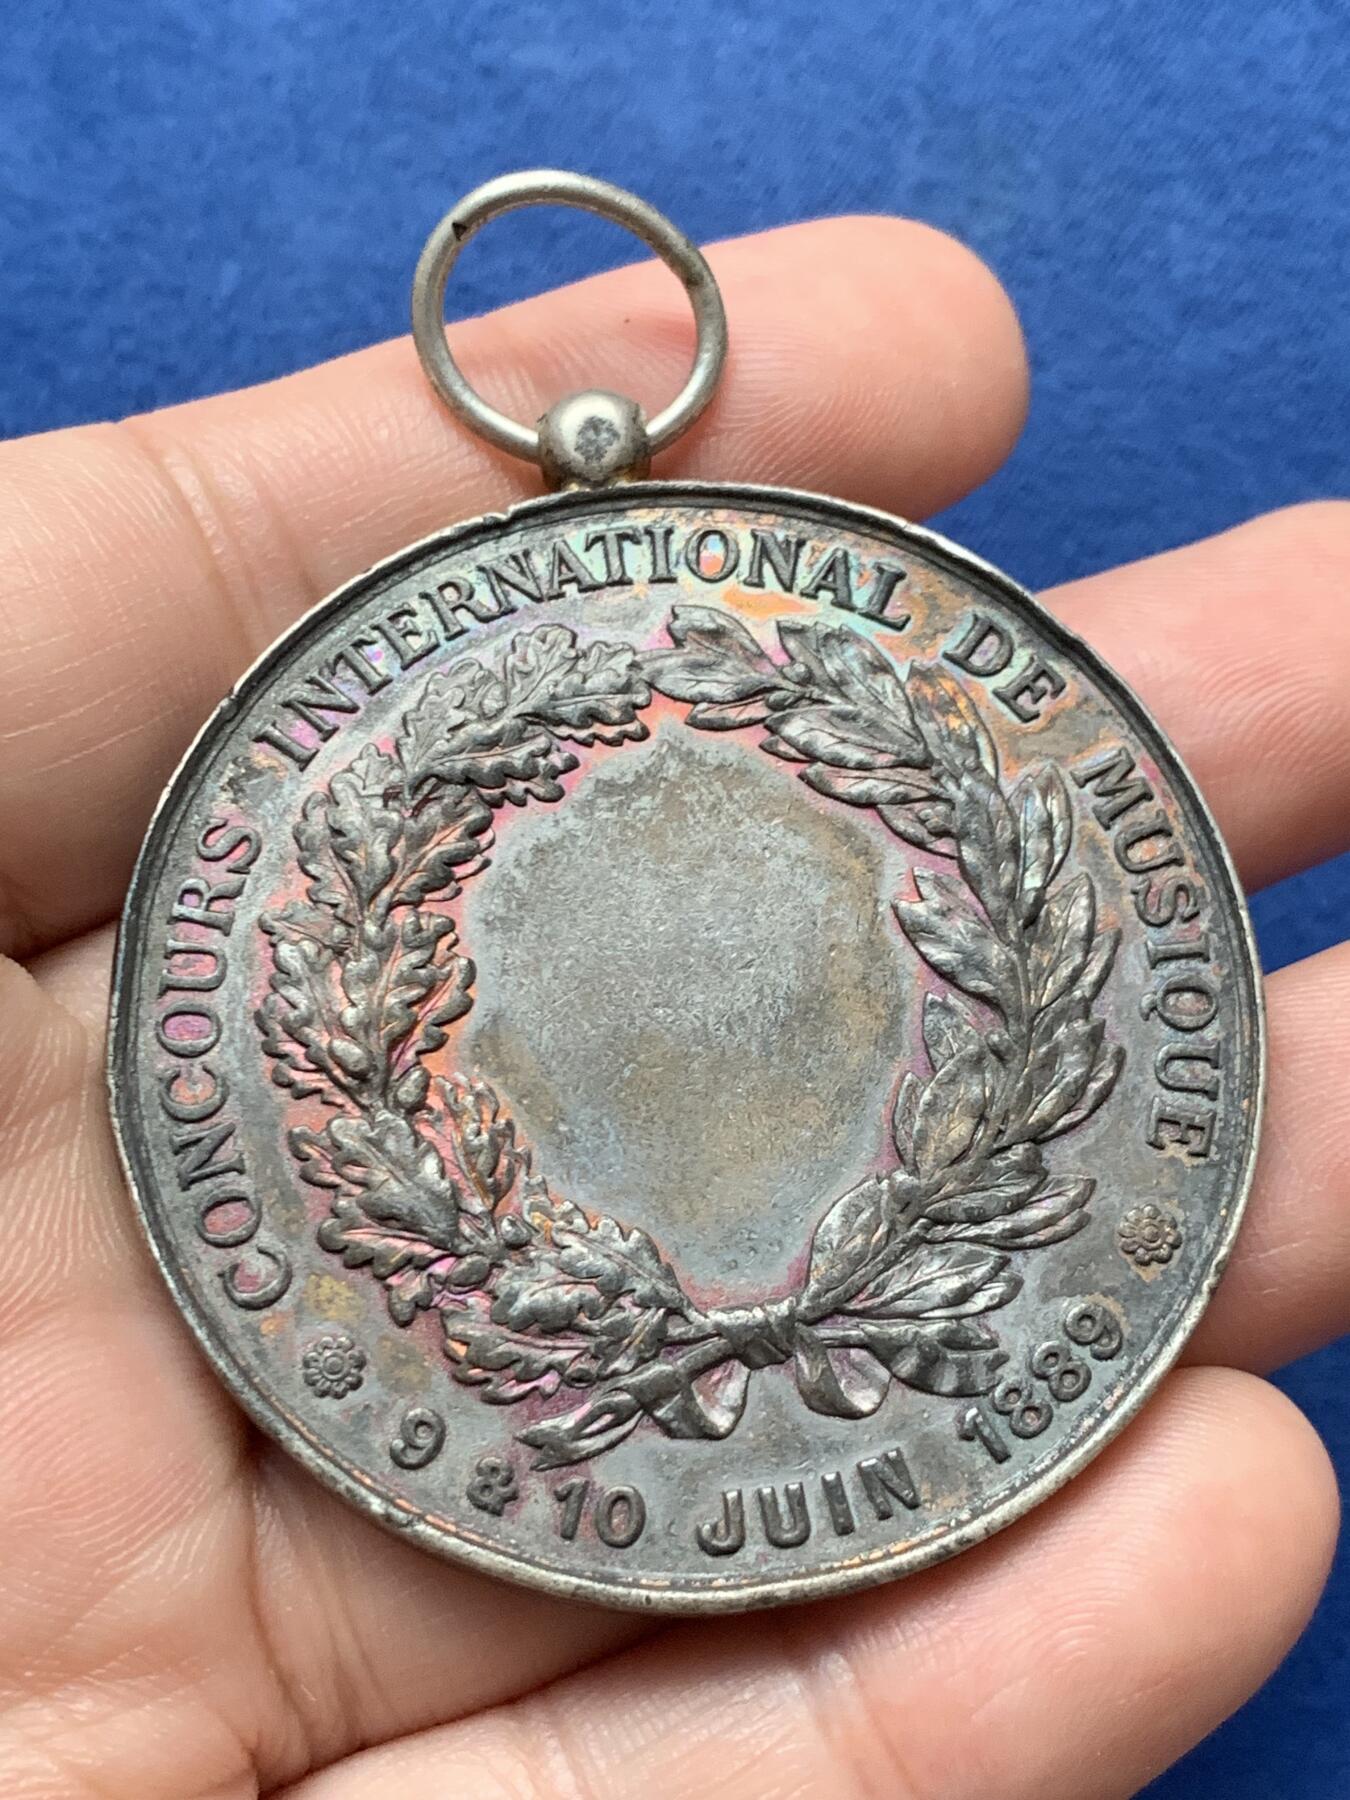 CONCOURS INTERNATIONAL DE MUSIQUE
9 & 10 JUIN 1889